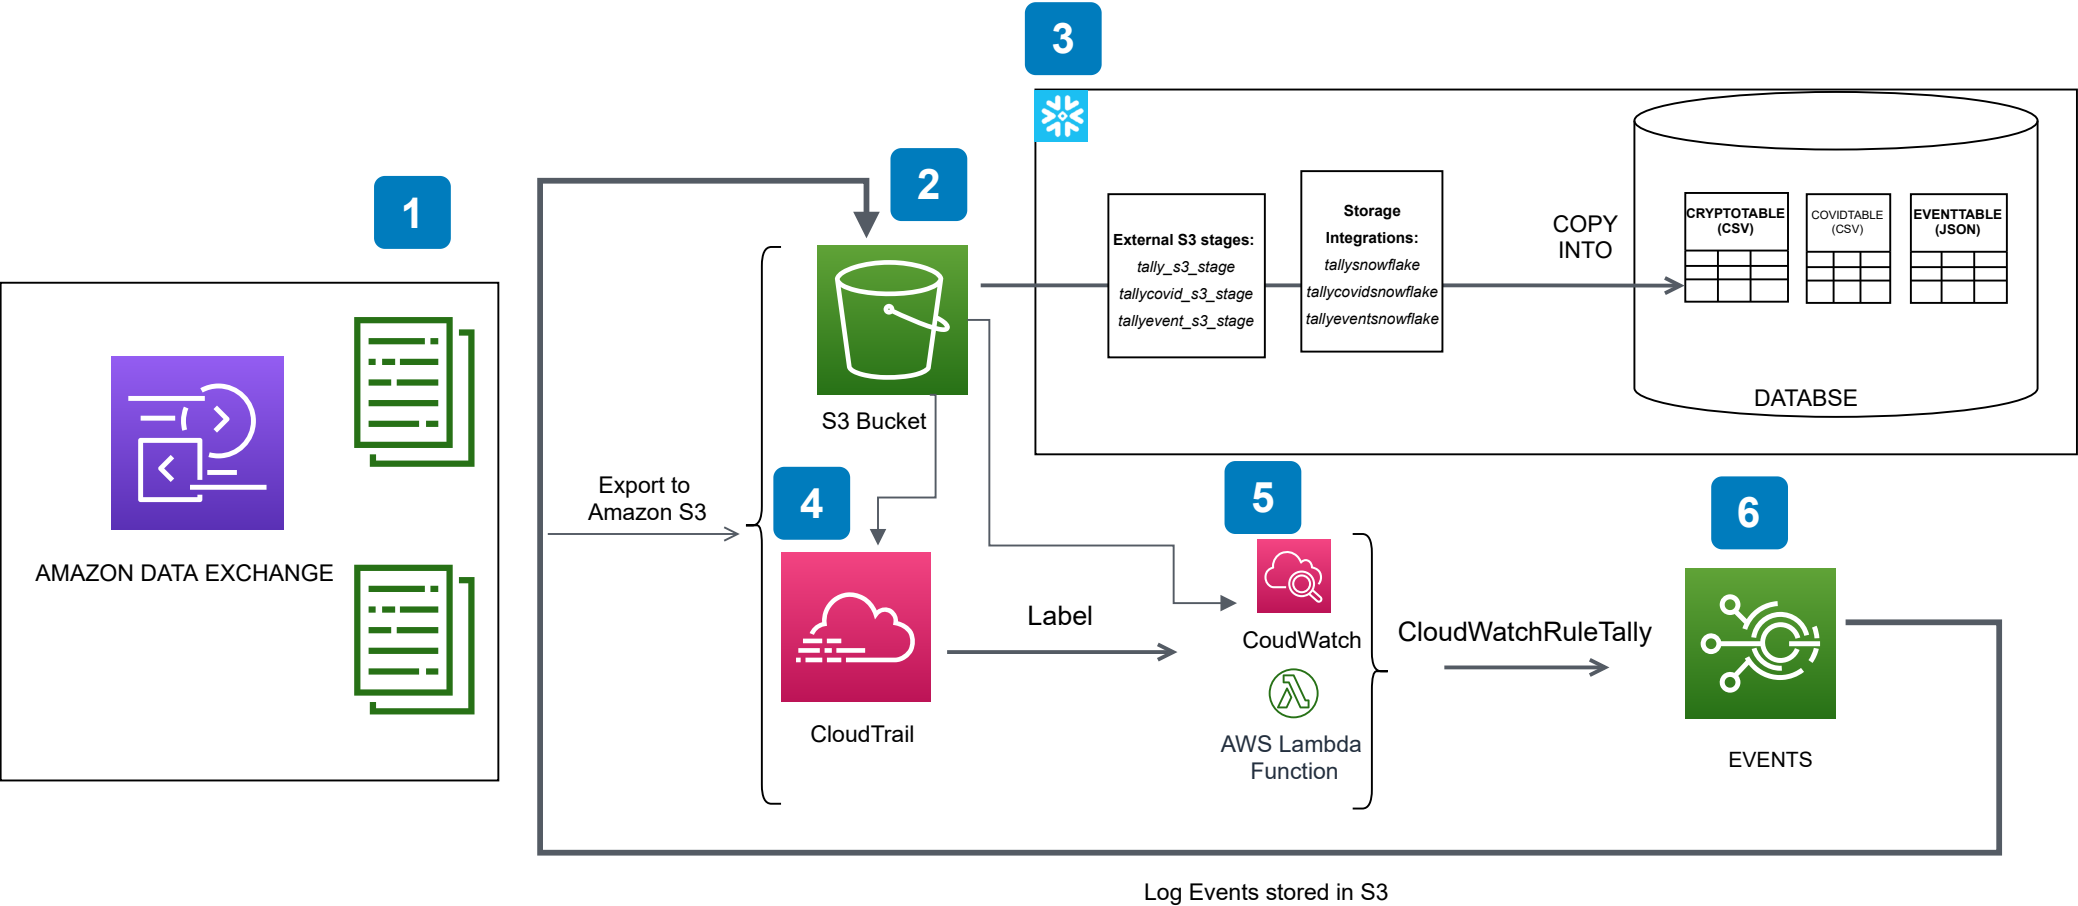 3
2
1
External S3 stages:
tally_s3_stage
tallycovid_s3_stage
tallyevent_s3_stage
Storage
Integrations:
tallysnowflake
tallycovidsnowflake
tallyeventsnowflake
COPY
INTO
CRYPTOTABLE
(CSV)
COVIDTABLE
(CSV)
EVENTTABLE
(JSON)
DATABSE
S3 Bucket
AMAZON DATA EXCHANGE
Export to
Amazon S3
4
5
6
CloudTrail
Label
CoudWatch
AWS Lambda
Function
CloudWatchRuleTally
EVENTS
Log Events stored in S3